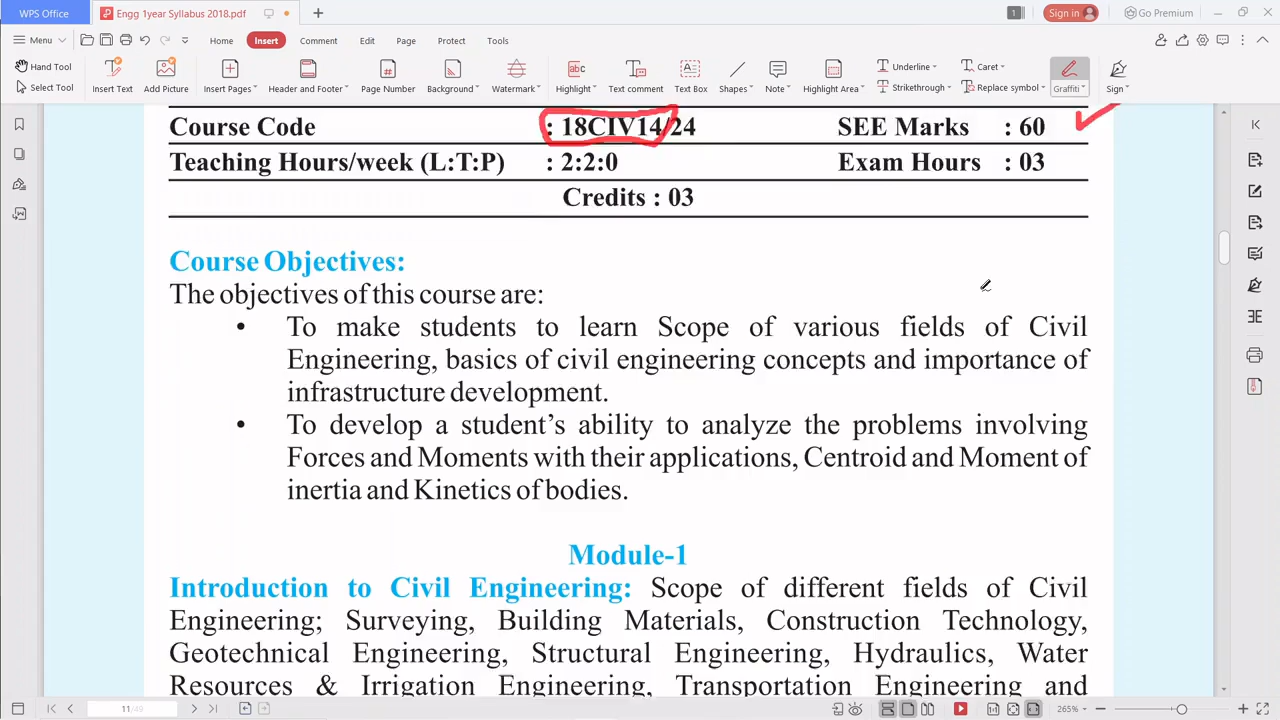 WPS Office
Engg 1year Syllabus 2018.pdf
+
1
Sign in
Go Premium
Menu
Home
Insert
Comment
Edit
Page
Protect
Tools
Hand Tool
Select Tool
Insert Text
Add Picture
Insert Pages
Header and Footer
Page Number
Background
Watermark
Highlight
Text comment
Text Box
Shapes
Note
Highlight Area
Underline
Caret
Strikethrough
Replace symbol
Graffiti
Sign
Course Code : 18CIV14/24 SEE Marks : 60
Teaching Hours/week (L:T:P) : 2:2:0 Exam Hours : 03
Credits : 03
Course Objectives:
The objectives of this course are:
• To make students to learn Scope of various fields of Civil
Engineering, basics of civil engineering concepts and importance of
infrastructure development.
• To develop a student's ability to analyze the problems involving
Forces and Moments with their applications, Centroid and Moment of
inertia and Kinetics of bodies.
Module-1
Introduction to Civil Engineering: Scope of different fields of Civil
Engineering; Surveying, Building Materials, Construction Technology,
Geotechnical Engineering, Structural Engineering, Hydraulics, Water
Resources & Irrigation Engineering, Transportation Engineering and
11/49
265%